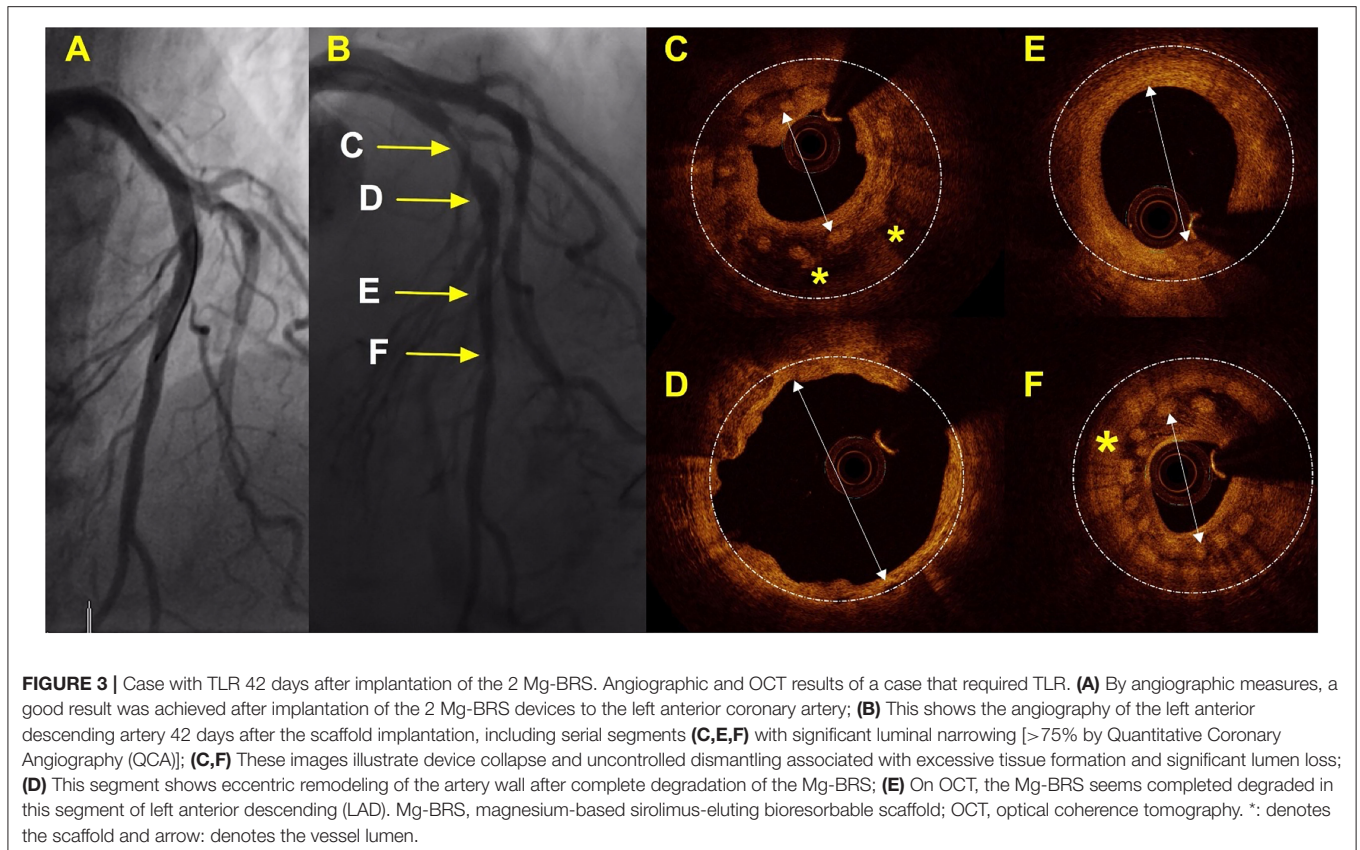 A
B
C
D
E
F
C
*
*
E
D
F
*
FIGURE 3 | Case with TLR 42 days after implantation of the 2 Mg-BRS. Angiographic and OCT results of a case that required TLR. (A) By angiographic measures, a
good result was achieved after implantation of the 2 Mg-BRS devices to the left anterior coronary artery; (B) This shows the angiography of the left anterior
descending artery 42 days after the scaffold implantation, including serial segments (C,E,F) with significant luminal narrowing [>75% by Quantitative Coronary
Angiography (QCA)]; (C,F) These images illustrate device collapse and uncontrolled dismantling associated with excessive tissue formation and significant lumen loss;
(D) This segment shows eccentric remodeling of the artery wall after complete degradation of the Mg-BRS; (E) On OCT, the Mg-BRS seems completed degraded in
this segment of left anterior descending (LAD). Mg-BRS, magnesium-based sirolimus-eluting bioresorbable scaffold; OCT, optical coherence tomography. *: denotes
the scaffold and arrow: denotes the vessel lumen.